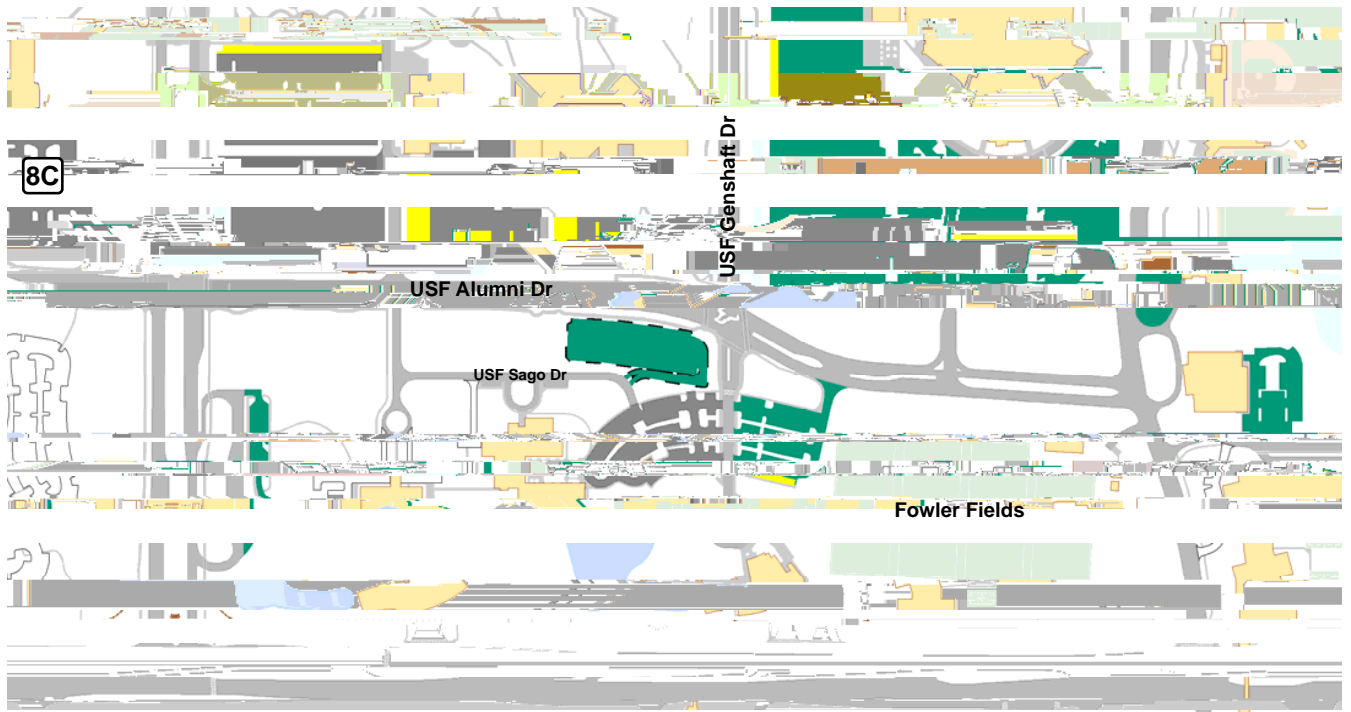 8C
USF Genshaft Dr
USF Alumni Dr
USF Sago Dr
Fowler Fields